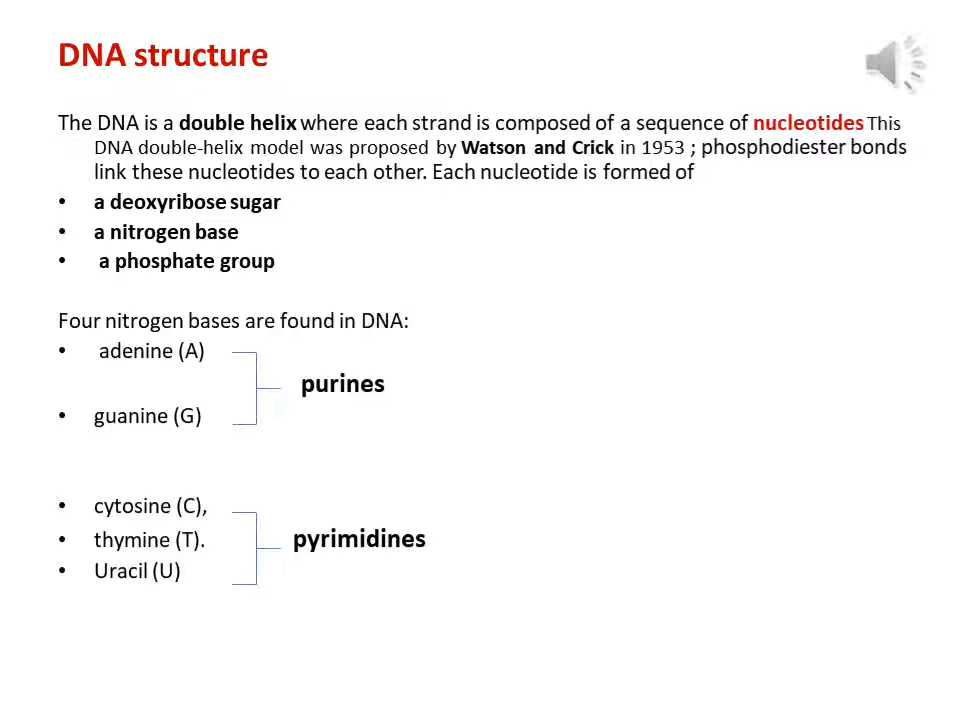 DNA structure
The DNA is a double helix where each strand is composed of a sequence of nucleotides This
DNA double-helix model was proposed by Watson and Crick in 1953 ; phosphodiester bonds
link these nucleotides to each other. Each nucleotide is formed of
• a deoxyribose sugar
• a nitrogen base
• a phosphate group
Four nitrogen bases are found in DNA:
• adenine (A)
purines
• guanine (G)
• cytosine (C),
• thymine (T).
pyrimidines
• Uracil (U)